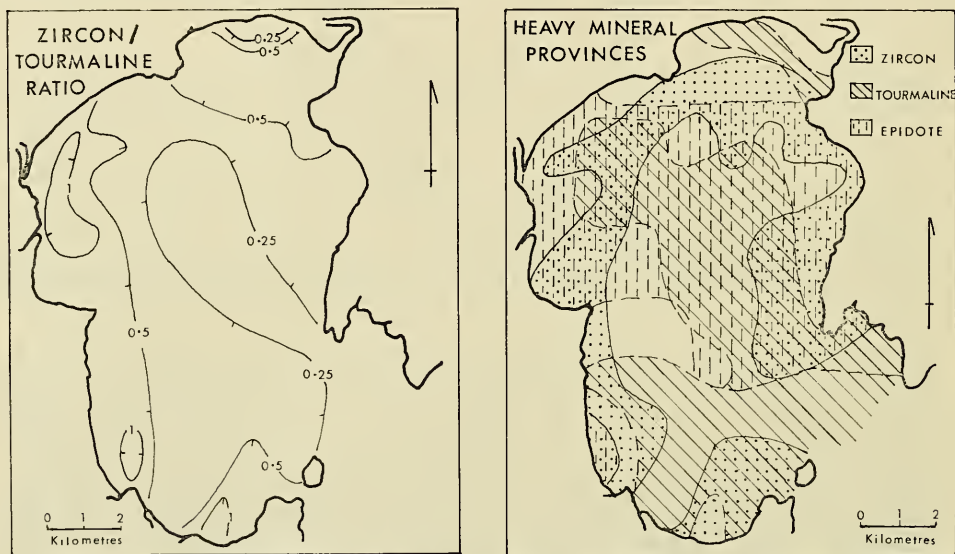 ZIRCON/
TOURMALINE
RATIO
0·25
0·5
0·5
1
0·25
0·5
0·25
1
0·5
1
0 1 2
Kilometres
HEAVY MINERAL
PROVINCES
ZIRCON
TOURMALINE
EPIDOTE
0 1 2
Kilometres